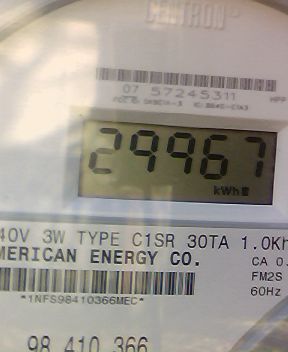 CENTRON®
07 57245311
29967
kWh
40V 3W TYPE C1SR 30TA 1.0Kh
MERICAN ENERGY CO.
CA 0.
FM2S
60Hz
*1NFS98410366MEC*
98 410 366